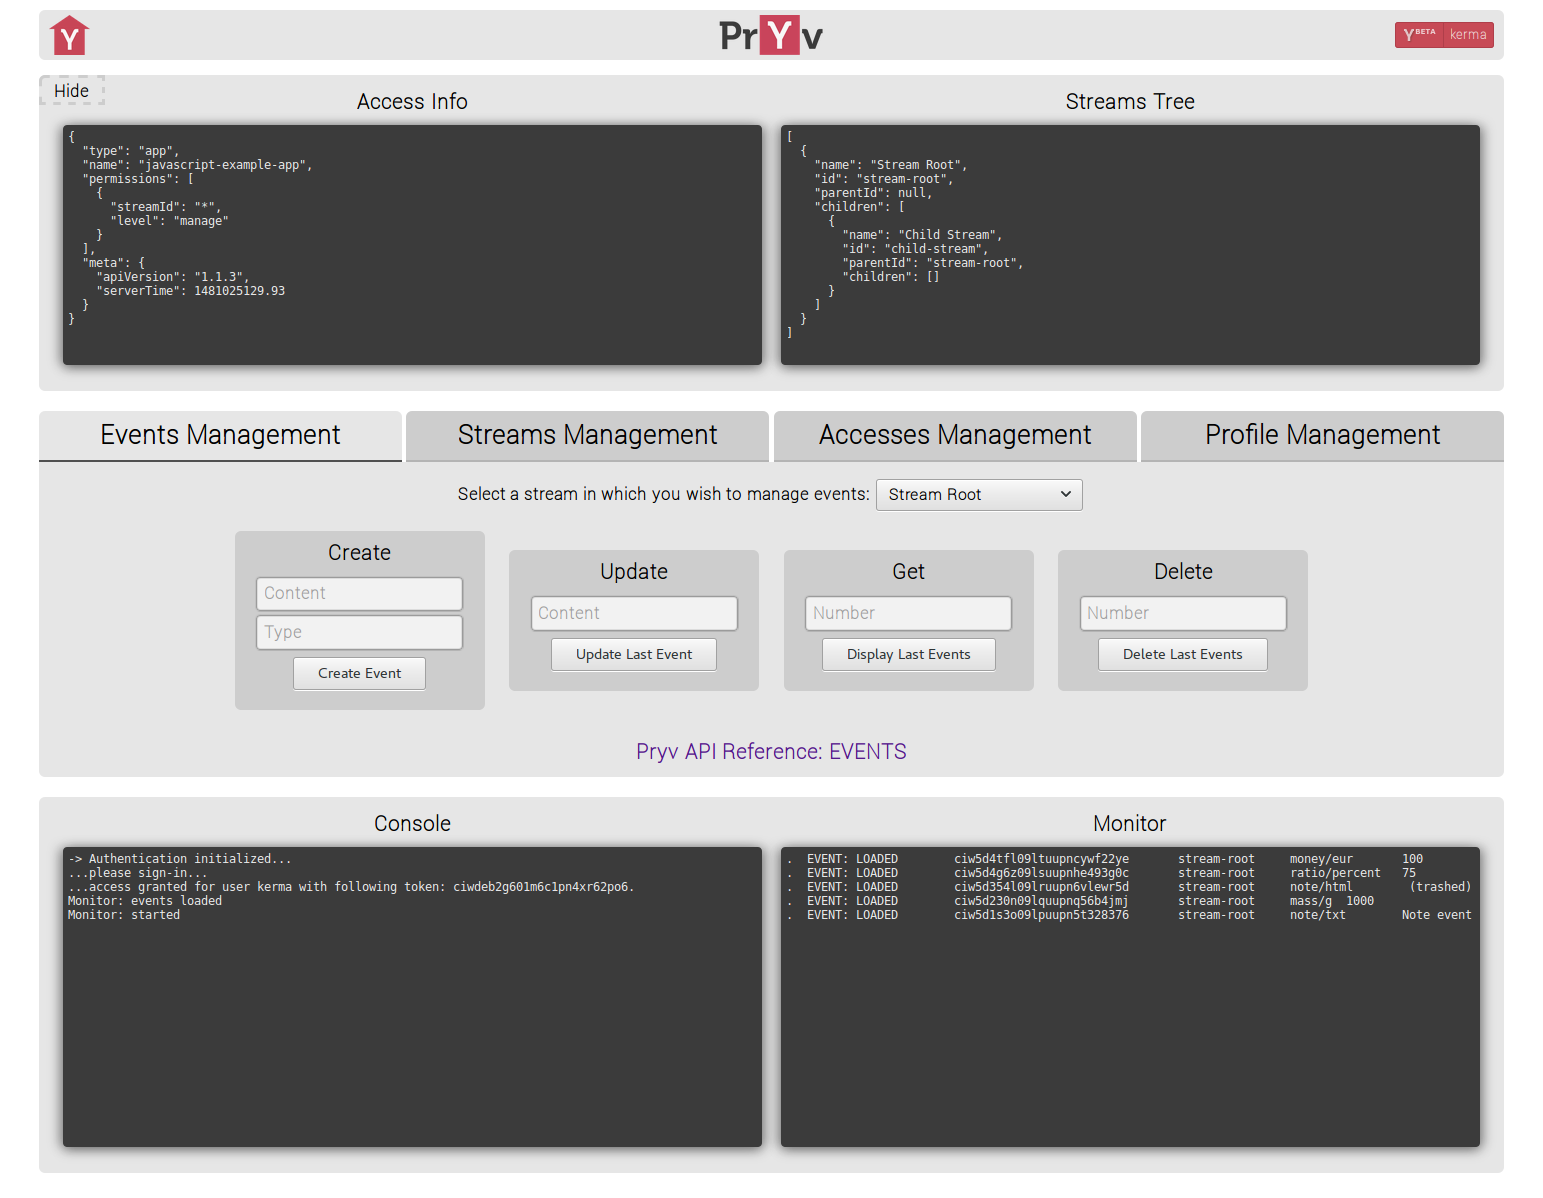 Y
PrYv
Y BETA kerma
Hide
Access Info
{
  "type": "app",
  "name": "javascript-example-app",
  "permissions": [
    {
      "streamId": "*",
      "level": "manage"
    }
  ],
  "meta": {
    "apiVersion": "1.1.3",
    "serverTime": 1481025129.93
  }
}
Streams Tree
[
  {
    "name": "Stream Root",
    "id": "stream-root",
    "parentId": null,
    "children": [
      {
        "name": "Child Stream",
        "id": "child-stream",
        "parentId": "stream-root",
        "children": []
      }
    ]
  }
]
Events Management
Streams Management
Accesses Management
Profile Management
Select a stream in which you wish to manage events: Stream Root
Create
Content
Type
Create Event
Update
Content
Update Last Event
Get
Number
Display Last Events
Delete
Number
Delete Last Events
Pryv API Reference: EVENTS
Console
-> Authentication initialized...
...please sign-in...
...access granted for user kerma with following token: ciwdeb2g601m6c1pn4xr62po6.
Monitor: events loaded
Monitor: started
Monitor
. EVENT: LOADED ciw5d4tfl09ltuupncywf22ye stream-root money/eur 100
. EVENT: LOADED ciw5d4g6z09lsuupnhe493g0c stream-root ratio/percent 75
. EVENT: LOADED ciw5d354l09lruupn6vlewr5d stream-root note/html (trashed)
. EVENT: LOADED ciw5d230n09lquupnq56b4jmj stream-root mass/g 1000
. EVENT: LOADED ciw5d1s3o09lpuupn5t328376 stream-root note/txt Note event